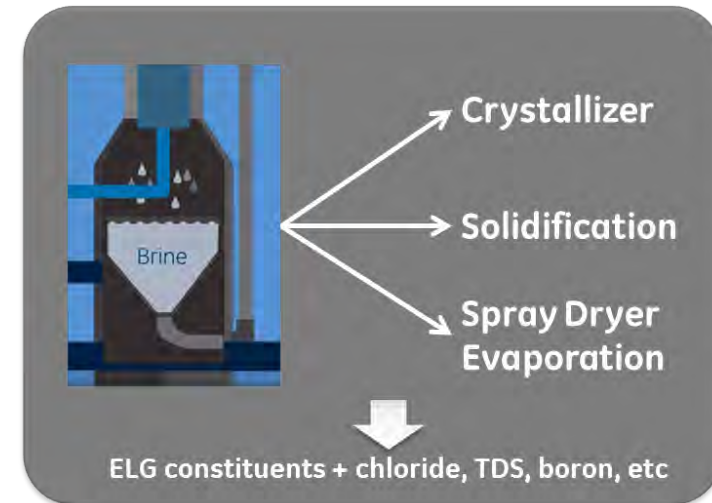 Crystallizer
Brine
Solidification
Spray Dryer
Evaporation
ELG constituents + chloride, TDS, boron, etc